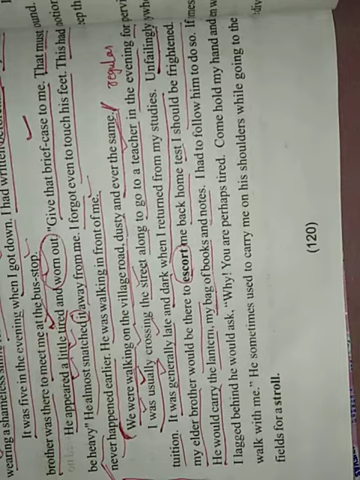 wearing a shameless
It was five in the evening when I got down. I had written
brother was there to meet me at the bus-stop.
He appeared a little tired and worn out. "Give that brief-case to me. That must
be heavy" He almost snatched it away from me. I forgot even to touch his feet. This had
never happened earlier. He was walking in front of me.
regular
We were walking on the village road, dusty and ever the same.
I was usually crossing the street along to go to a teacher in the evening for
tuition. It was generally late and dark when I returned from my studies. Unfailingly
my elder brother would be there to escort me back home test I should be frightened.
He would carry the lantern, my bag of books and notes. I had to follow him to do so. If
I lagged behind he would ask, "Why! You are perhaps tired. Come hold my hand and
walk with me." He sometimes used to carry me on his shoulders while going to the
fields for a stroll.
(120)